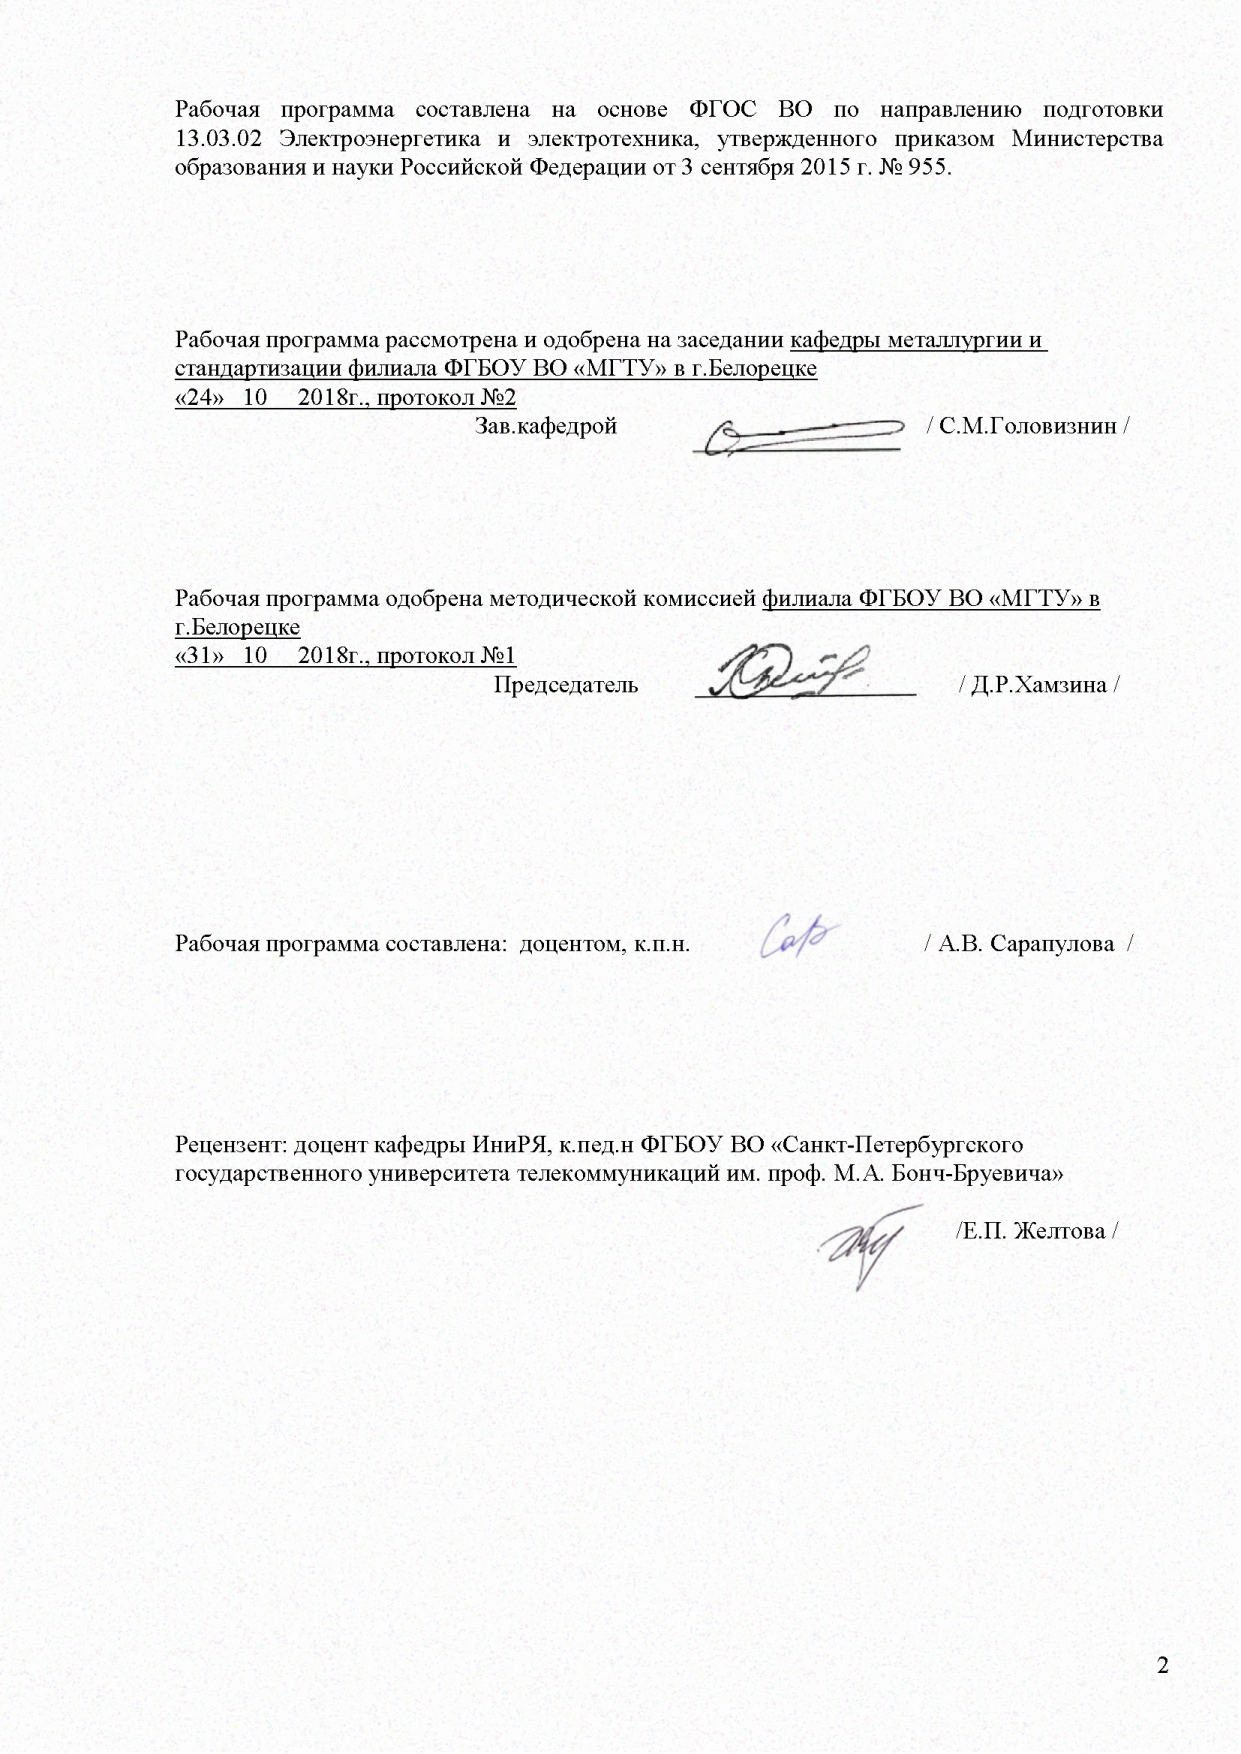 Рабочая программа составлена на основе ФГОС ВО по направлению подготовки
13.03.02 Электроэнергетика и электротехника, утвержденного приказом Министерства
образования и науки Российской Федерации от 3 сентября 2015 г. № 955.
Рабочая программа рассмотрена и одобрена на заседании кафедры металлургии и
стандартизации филиала ФГБОУ ВО «МГТУ» в г.Белорецке
«24» 10 2018г., протокол №2
Зав.кафедрой / С.М.Головизнин /
Рабочая программа одобрена методической комиссией филиала ФГБОУ ВО «МГТУ» в
г.Белорецке
«31» 10 2018г., протокол №1
Председатель / Д.Р.Хамзина /
Рабочая программа составлена: доцентом, к.п.н. / А.В. Сарапулова /
Рецензент: доцент кафедры ИниРЯ, к.пед.н ФГБОУ ВО «Санкт-Петербургского
государственного университета телекоммуникаций им. проф. М.А. Бонч-Бруевича»
/Е.П. Желтова /
2